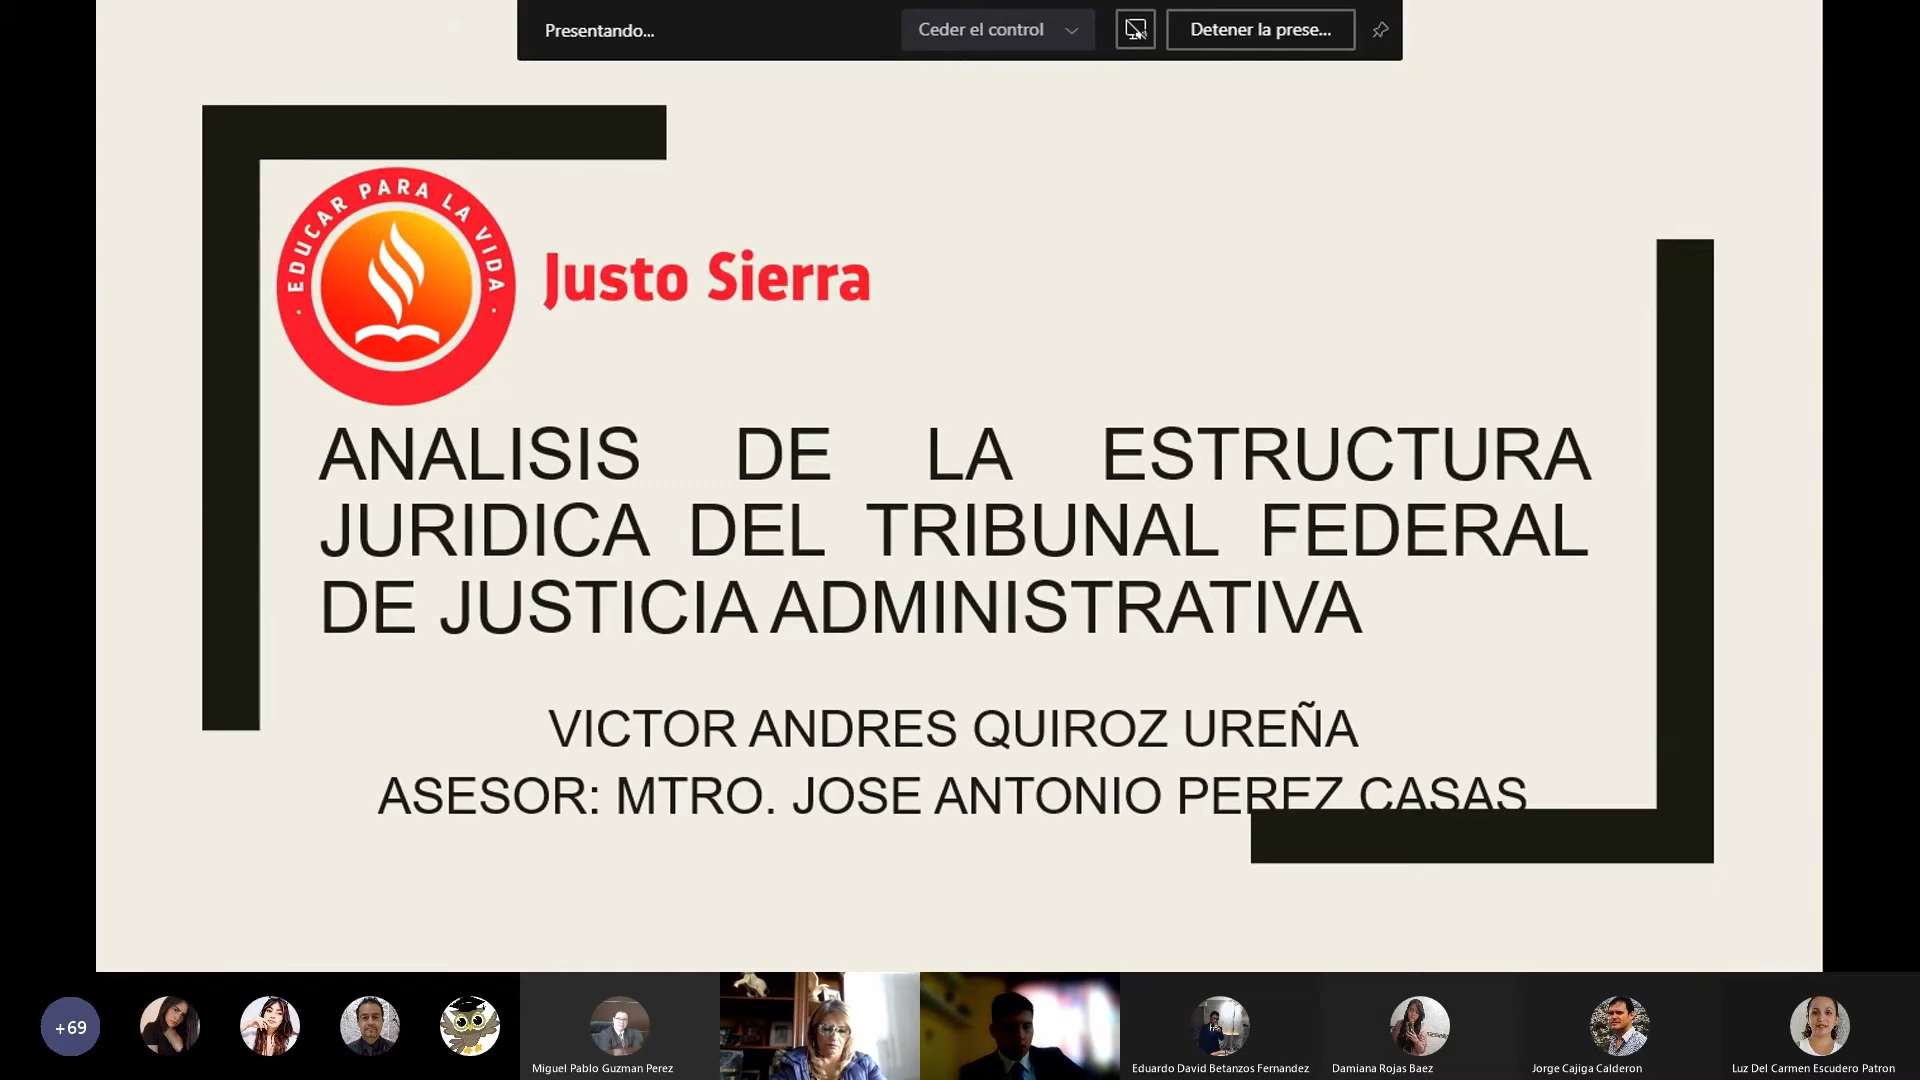 Presentando...
Ceder el control
Detener la prese...
· EDUCAR PARA LA VIDA ·
Justo Sierra
ANALISIS DE LA ESTRUCTURA
JURIDICA DEL TRIBUNAL FEDERAL
DE JUSTICIA ADMINISTRATIVA
VICTOR ANDRES QUIROZ UREÑA
ASESOR: MTRO. JOSE ANTONIO PEREZ CASAS
+69
Miguel Pablo Guzman Perez
Eduardo David Betanzos Fernandez
Damiana Rojas Baez
Jorge Cajiga Calderon
Luz Del Carmen Escudero Patron